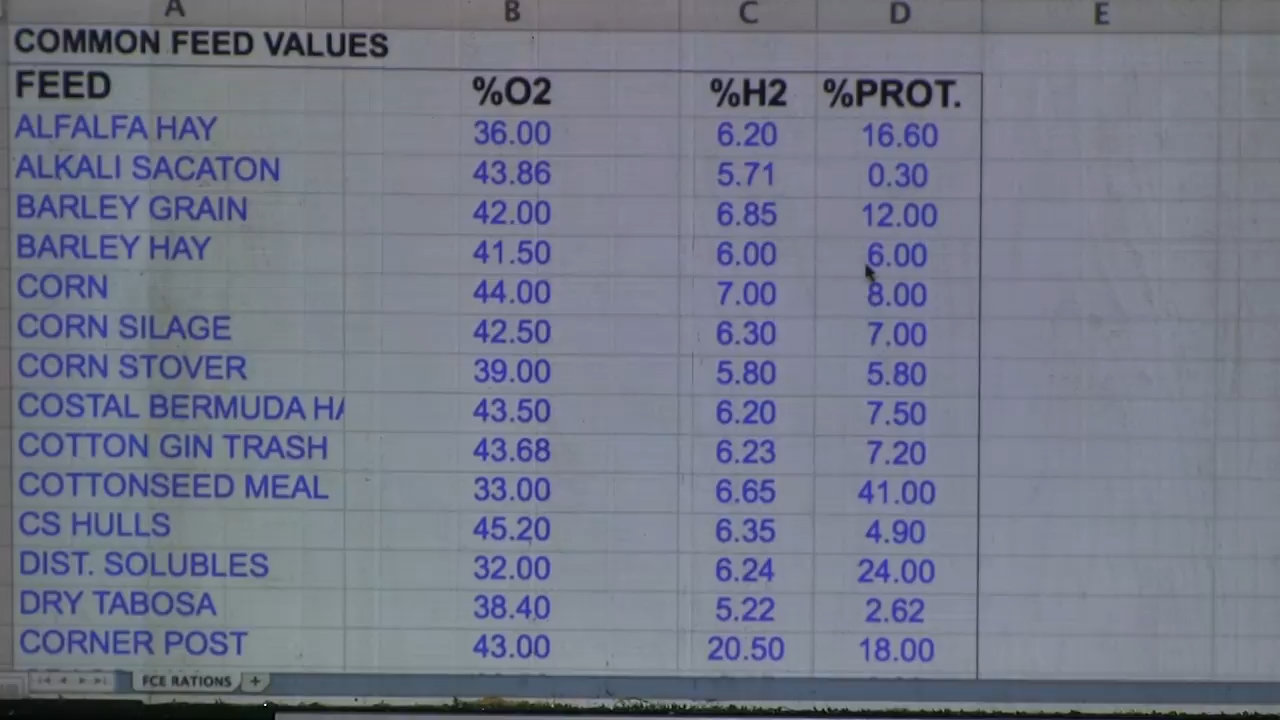 A B C D E
COMMON FEED VALUES
FEED %O2 %H2 %PROT.
ALFALFA HAY 36.00 6.20 16.60
ALKALI SACATON 43.86 5.71 0.30
BARLEY GRAIN 42.00 6.85 12.00
BARLEY HAY 41.50 6.00 6.00
CORN 44.00 7.00 8.00
CORN SILAGE 42.50 6.30 7.00
CORN STOVER 39.00 5.80 5.80
COSTAL BERMUDA HA 43.50 6.20 7.50
COTTON GIN TRASH 43.68 6.23 7.20
COTTONSEED MEAL 33.00 6.65 41.00
CS HULLS 45.20 6.35 4.90
DIST. SOLUBLES 32.00 6.24 24.00
DRY TABOSA 38.40 5.22 2.62
CORNER POST 43.00 20.50 18.00
FCE RATIONS +